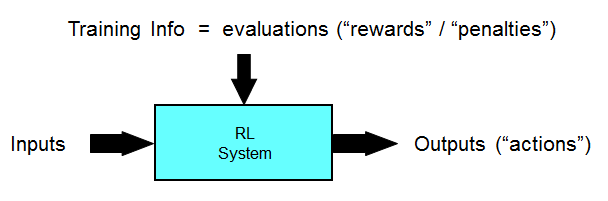 Training Info = evaluations (“rewards” / “penalties”)
Inputs
RL
System
Outputs (“actions”)